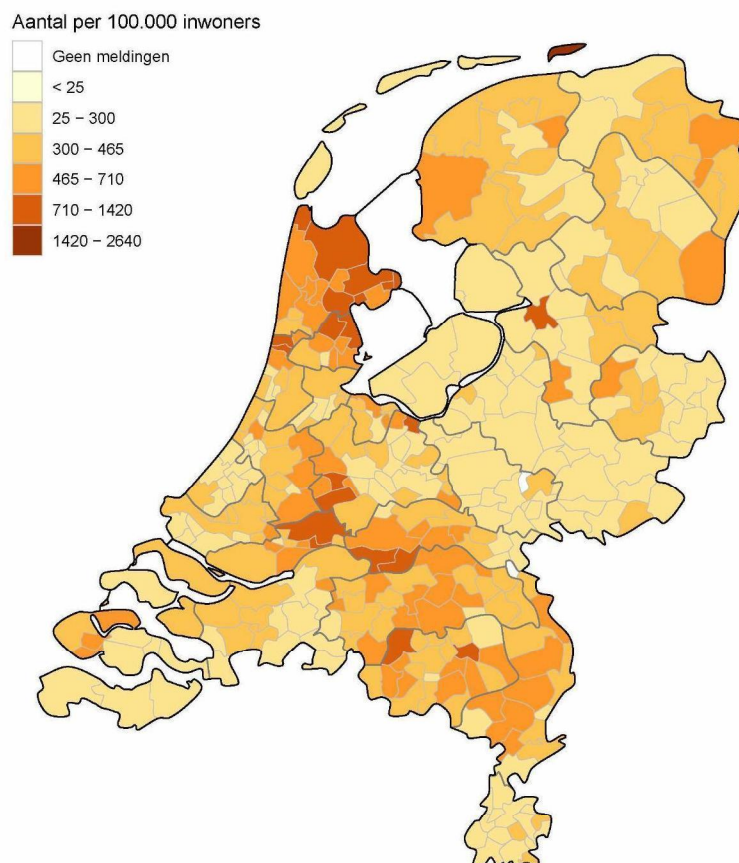 Aantal per 100.000 inwoners
Geen meldingen
< 25
25 − 300
300 − 465
465 − 710
710 − 1420
1420 − 2640